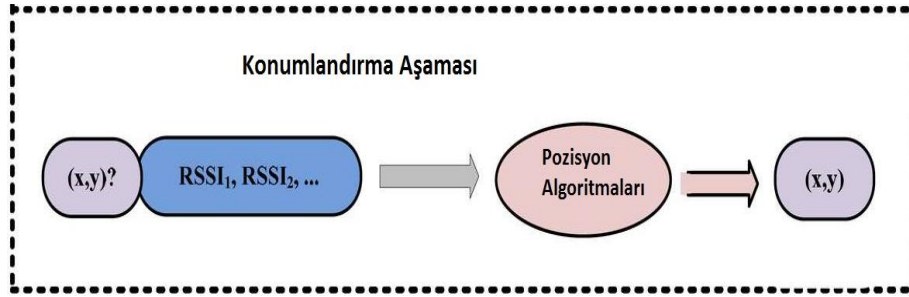 Konumlandırma Aşaması
(x,y)?
RSSI₁, RSSI₂, ...
Pozisyon
Algoritmaları
(x,y)